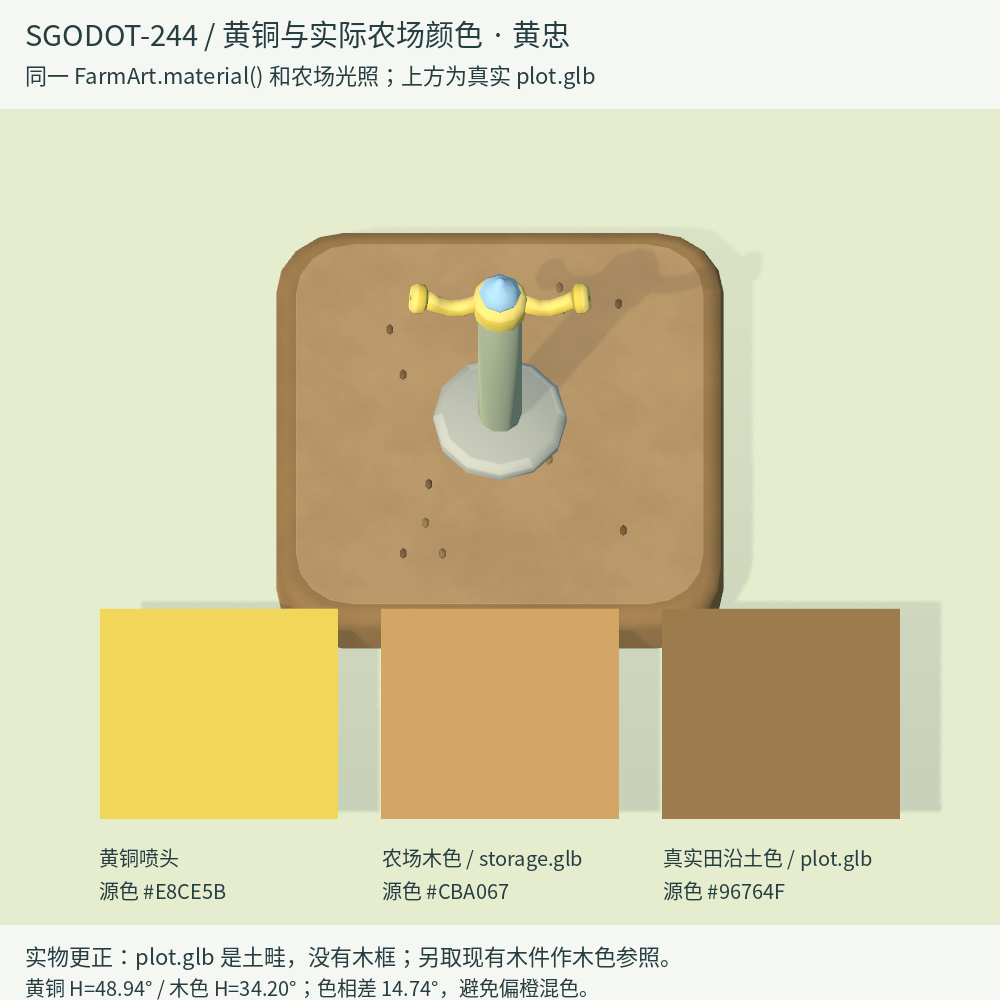 SGODOT-244 / 黄铜与实际农场颜色 · 黄忠
同一 FarmArt.material() 和农场光照；上方为真实 plot.glb
黄铜喷头
源色 #E8CE5B
农场木色 / storage.glb
源色 #CBA067
真实田沿土色 / plot.glb
源色 #96764F
实物更正：plot.glb 是土畦，没有木框；另取现有木件作木色参照。
黄铜 H=48.94° / 木色 H=34.20°；色相差 14.74°，避免偏橙混色。